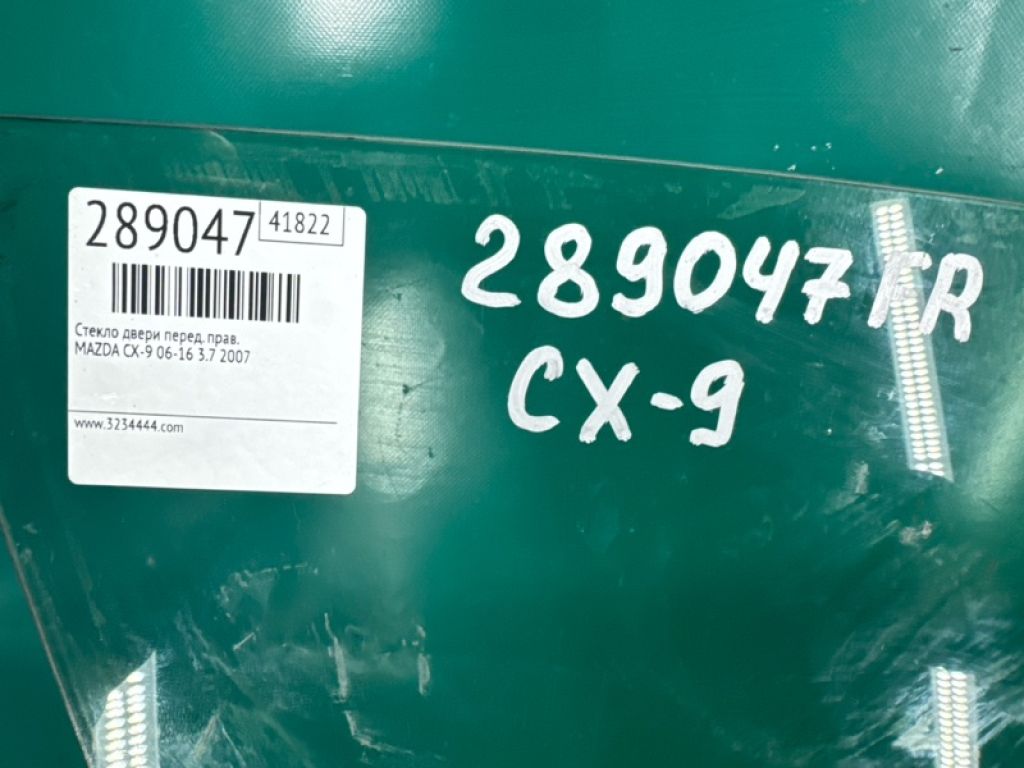 289047
41822
Стекло двери перед. прав.
MAZDA CX-9 06-16 3.7 2007
www.3234444.com
289047 FR
CX-9